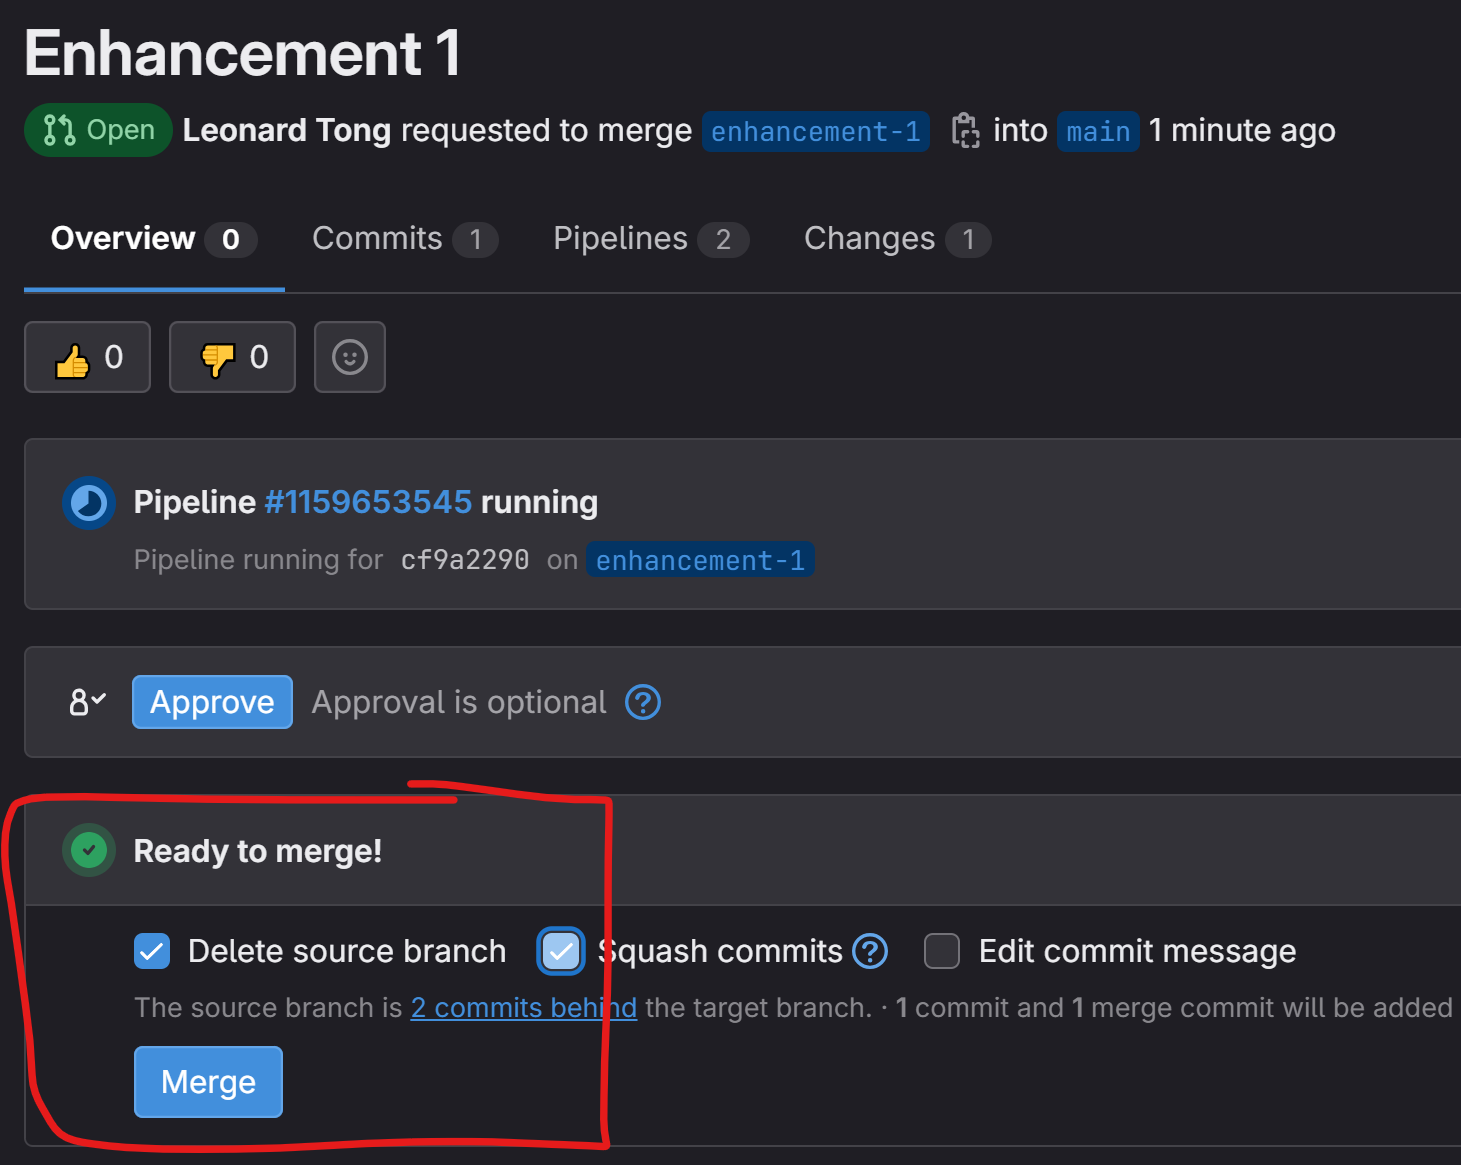 Enhancement 1
Open Leonard Tong requested to merge enhancement-1 into main 1 minute ago
Overview 0 Commits 1 Pipelines 2 Changes 1
0 0
Pipeline #1159653545 running
Pipeline running for cf9a2290 on enhancement-1
Approve Approval is optional ?
Ready to merge!
Delete source branch Squash commits ? Edit commit message
The source branch is 2 commits behind the target branch. · 1 commit and 1 merge commit will be added
Merge